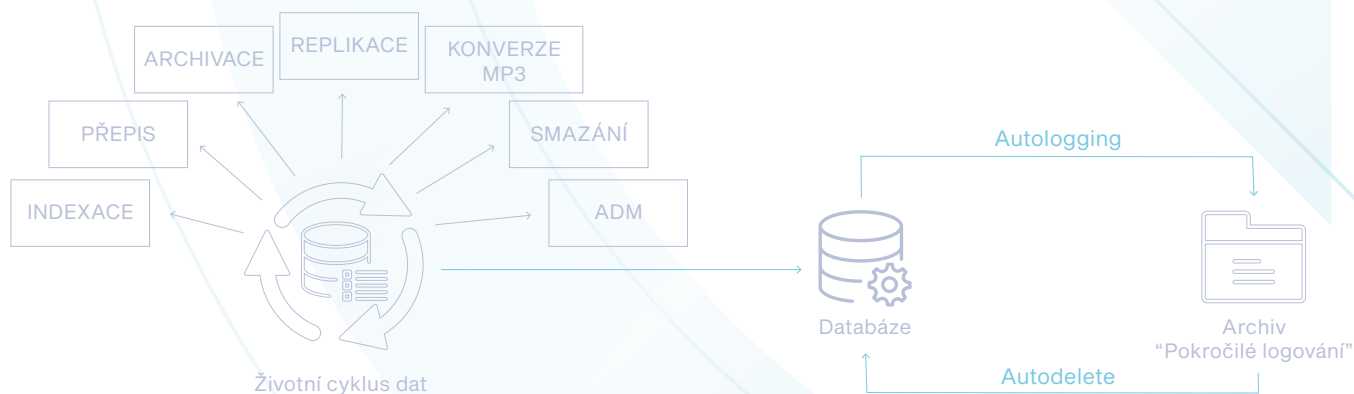 REPLIKACE
ARCHIVACE
KONVERZE
MP3
PŘEPIS
SMAZÁNÍ
INDEXACE
ADM
Životní cyklus dat
Autologging
Databáze
Archiv
“Pokročilé logování”
Autodelete